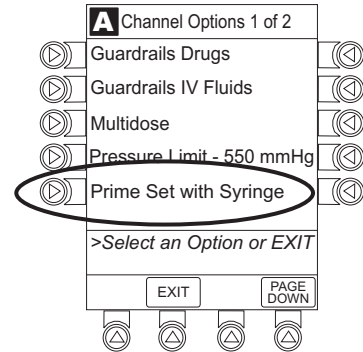 A Channel Options 1 of 2
Guardrails Drugs
Guardrails IV Fluids
Multidose
Pressure Limit - 550 mmHg
Prime Set with Syringe
>Select an Option or EXIT
EXIT
PAGE
DOWN